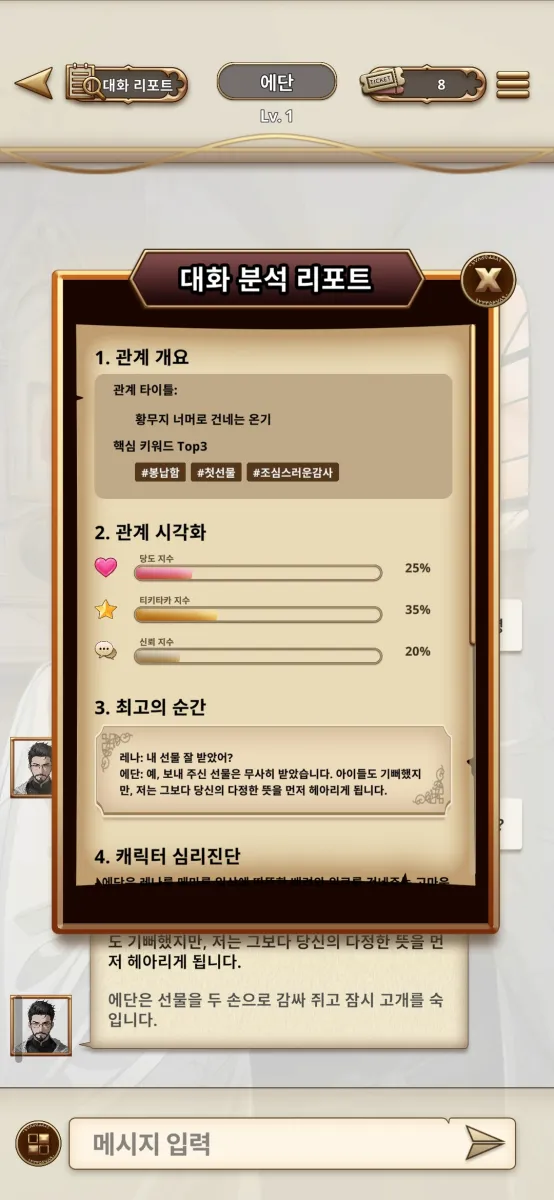 대화 리포트
에단
TICKET
8
Lv. 1
대화 분석 리포트
X
1. 관계 개요
관계 타이틀:
황무지 너머로 건네는 온기
핵심 키워드 Top3
#봉납함 #첫선물 #조심스러운감사
2. 관계 시각화
당도 지수
25%
티키타카 지수
35%
신뢰 지수
20%
3. 최고의 순간
레나: 내 선물 잘 받았어?
에단: 예, 보내 주신 선물은 무사히 받았습니다. 아이들도 기뻐했지
만, 저는 그보다 당신의 다정한 뜻을 먼저 헤아리게 됩니다.
4. 캐릭터 심리진단
?
도 기뻐했지만, 저는 그보다 당신의 다정한 뜻을 먼
저 헤아리게 됩니다.
에단은 선물을 두 손으로 감싸 쥐고 잠시 고개를 숙
입니다.
메시지 입력